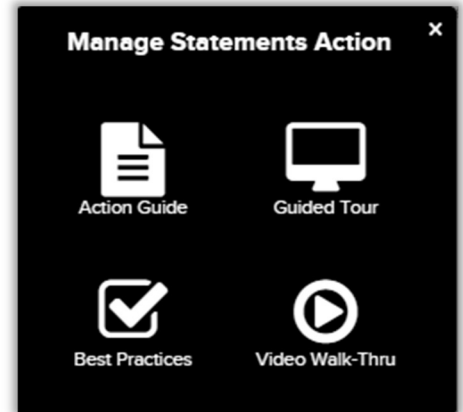 Manage Statements Action
Action Guide
Guided Tour
Best Practices
Video Walk-Thru